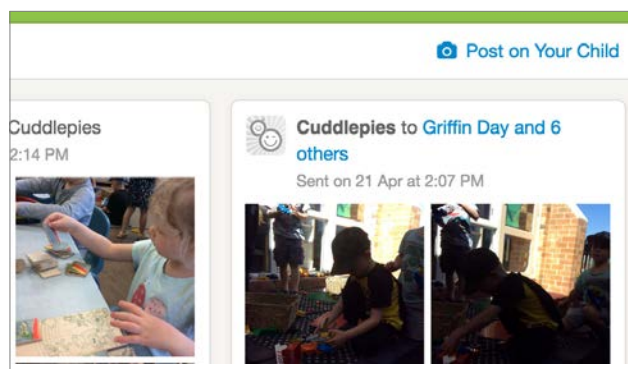 Post on Your Child
Cuddlepies
2:14 PM
Cuddlepies to Griffin Day and 6
others
Sent on 21 Apr at 2:07 PM